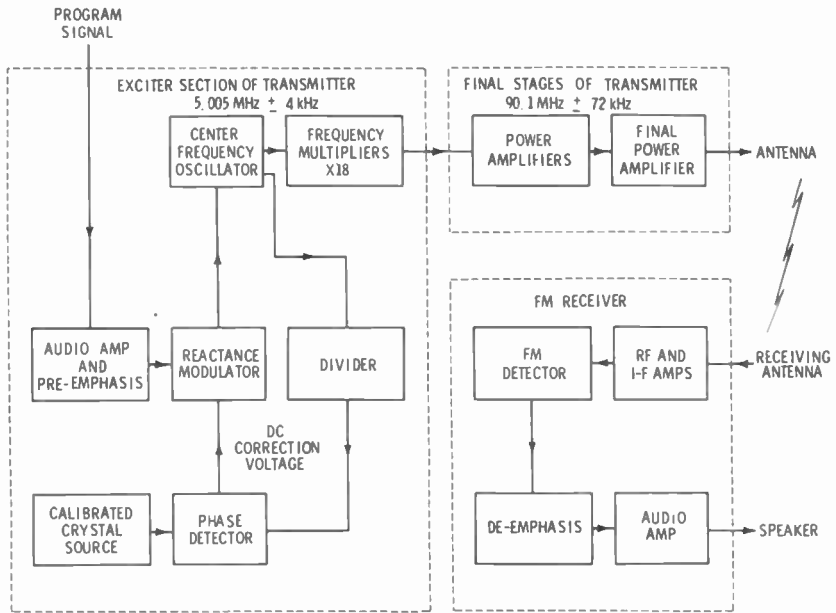 PROGRAM
SIGNAL
EXCITER SECTION OF TRANSMITTER
5.005 MHz ± 4 kHz
CENTER
FREQUENCY
OSCILLATOR
FREQUENCY
MULTIPLIERS
X18
FINAL STAGES OF TRANSMITTER
90.1 MHz ± 72 kHz
POWER
AMPLIFIERS
FINAL
POWER
AMPLIFIER
ANTENNA
AUDIO AMP
AND
PRE-EMPHASIS
REACTANCE
MODULATOR
DIVIDER
DC
CORRECTION
VOLTAGE
CALIBRATED
CRYSTAL
SOURCE
PHASE
DETECTOR
FM RECEIVER
FM
DETECTOR
RF AND
I-F AMPS
RECEIVING
ANTENNA
DE-EMPHASIS
AUDIO
AMP
SPEAKER